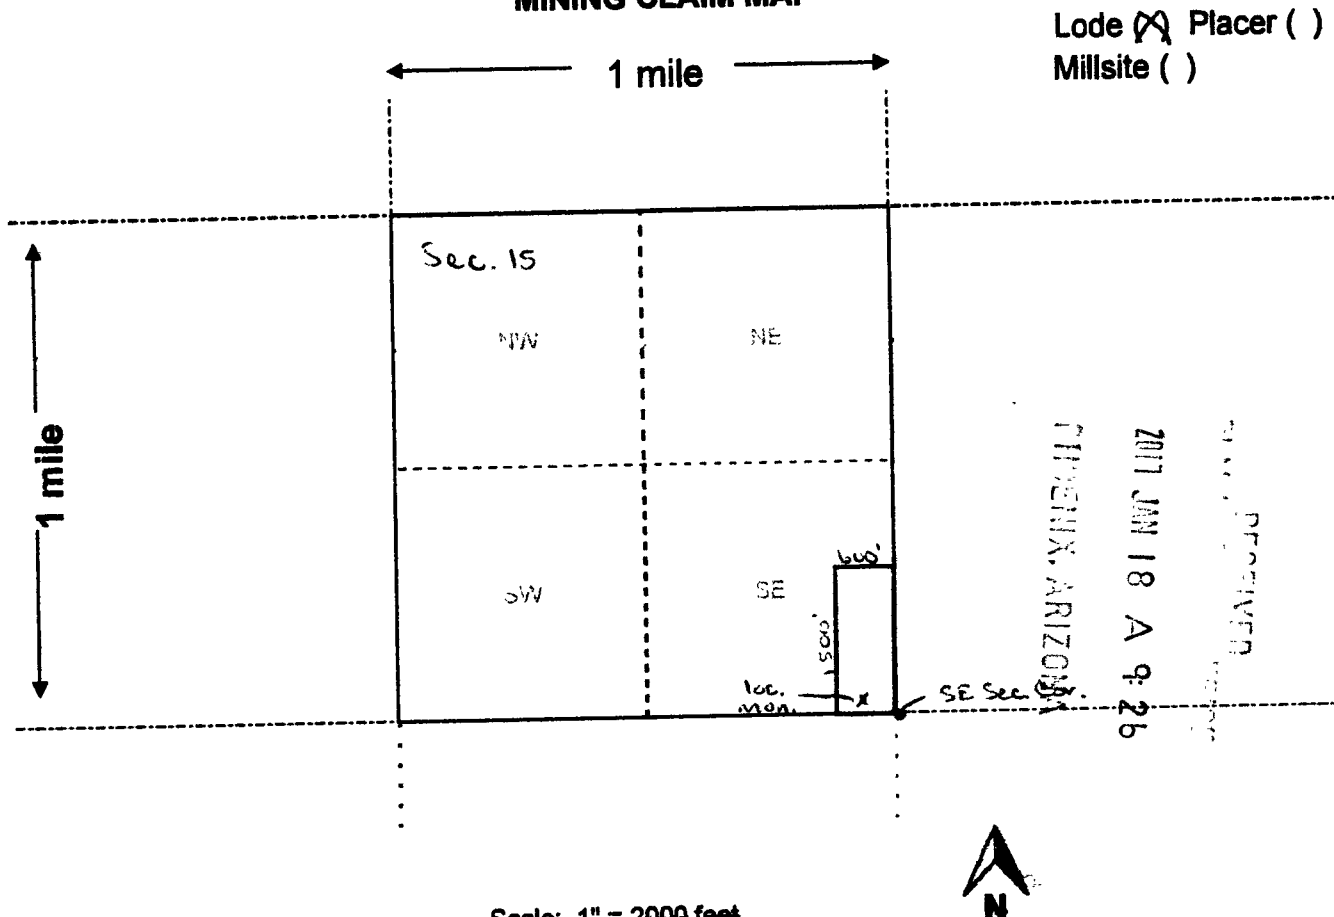 MINING CLAIM MAP
Lode (X) Placer ( )
Millsite ( )
1 mile
Sec. 15
NW
NE
1 mile
600'
SW
SE
1500'
loc.
mon.
SE Sec Cor.
RECEIVED
2017 JAN 18 A 9:26
PHOENIX, ARIZONA
N
Scale: 1" = 2000 feet